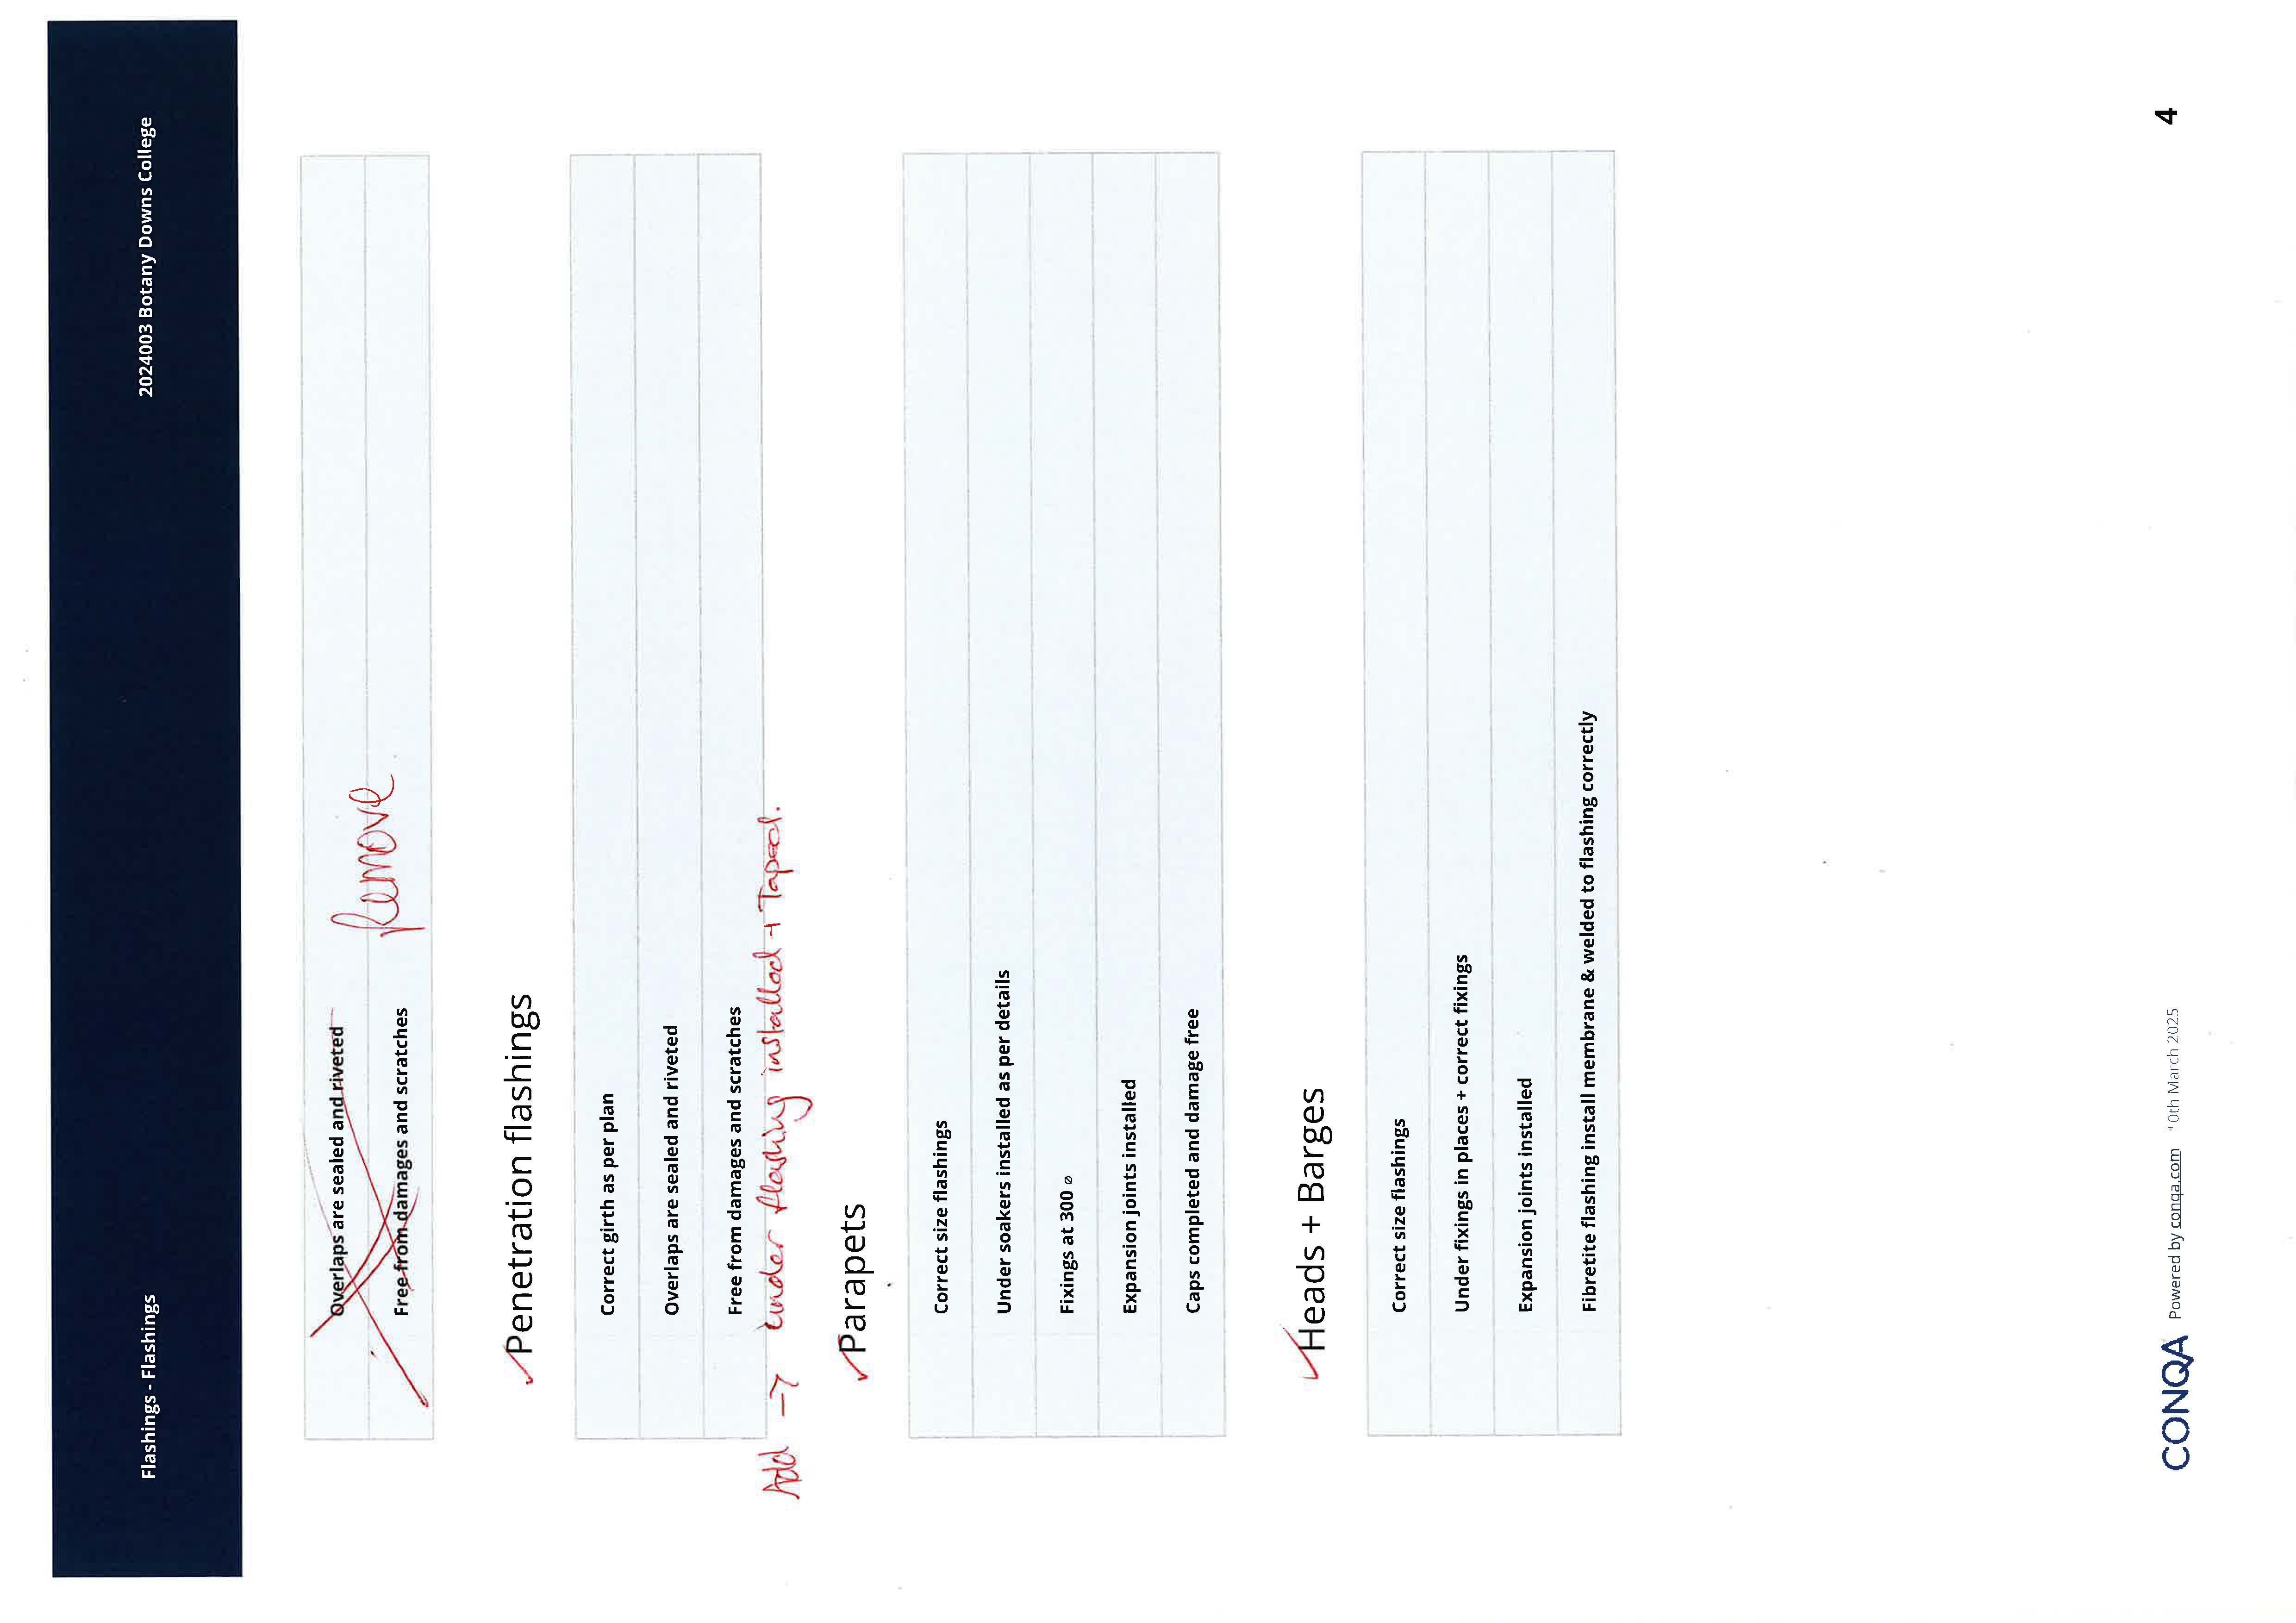 Flashings - Flashings
2024003 Botany Downs College
Overlaps are sealed and riveted
Remove
Free from damages and scratches
✓Penetration flashings
Correct girth as per plan
Overlaps are sealed and riveted
Free from damages and scratches
Add → under flashing installed + Taped.
✓Parapets
Correct size flashings
Under soakers installed as per details
Fixings at 300 ⌀
Expansion joints installed
Caps completed and damage free
✓Heads + Barges
Correct size flashings
Under fixings in places + correct fixings
Expansion joints installed
Fibretite flashing install membrane & welded to flashing correctly
CONQA Powered by conqa.com 10th March 2025
4